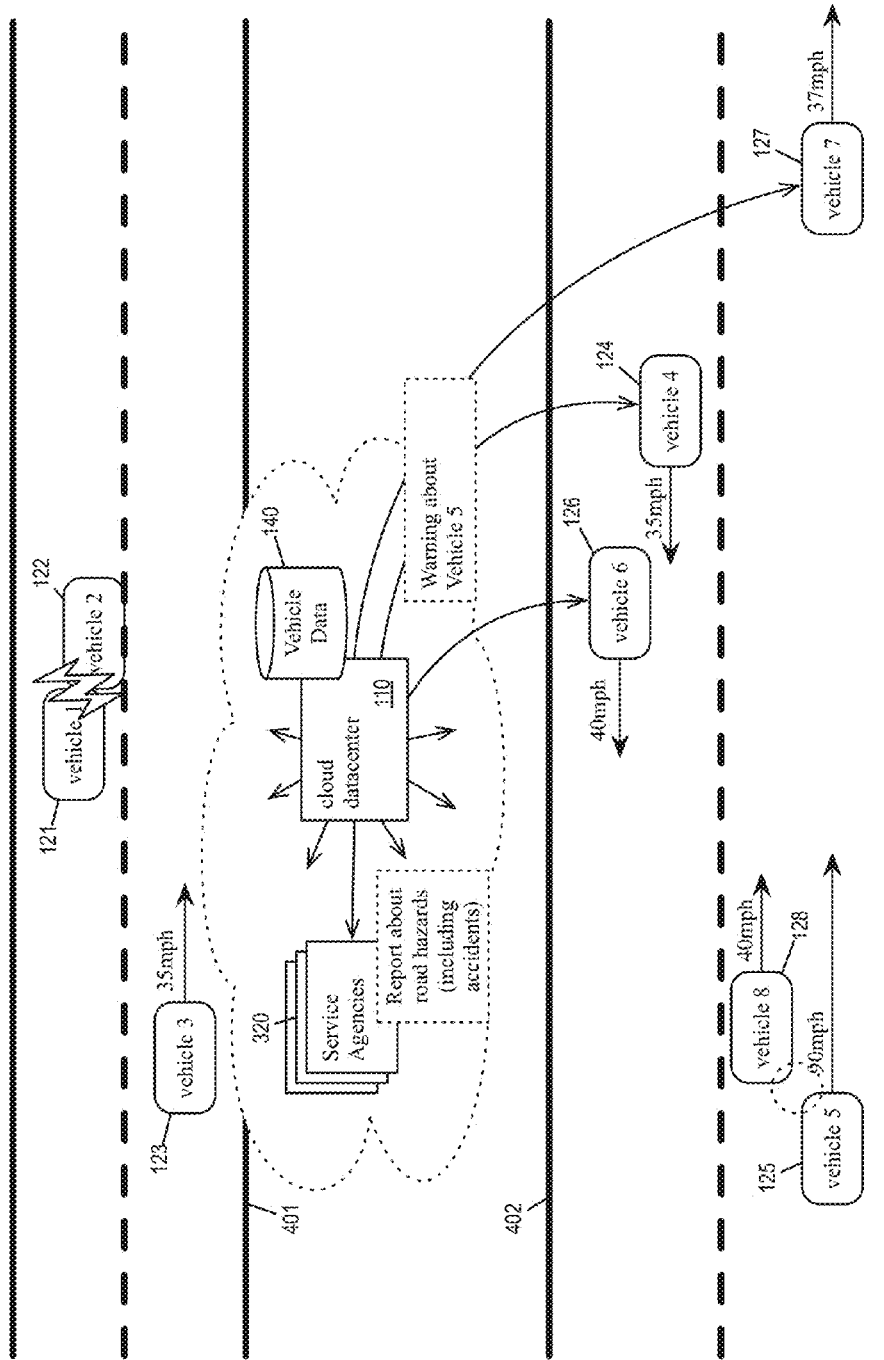 122
vehicle 2
vehicle 1
121
35mph
vehicle 3
123
140
Vehicle
Data
cloud
datacenter
110
320
Service
Agencies
Report about
road hazards
(including
accidents)
Warning about
Vehicle 5
401
402
126
vehicle 6
40mph
124
vehicle 4
35mph
127
vehicle 7
37mph
40mph
vehicle 8
128
90mph
vehicle 5
125